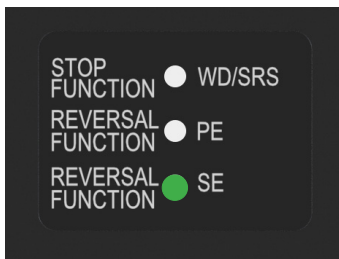 STOP
FUNCTION WD/SRS
REVERSAL
FUNCTION PE
REVERSAL
FUNCTION SE